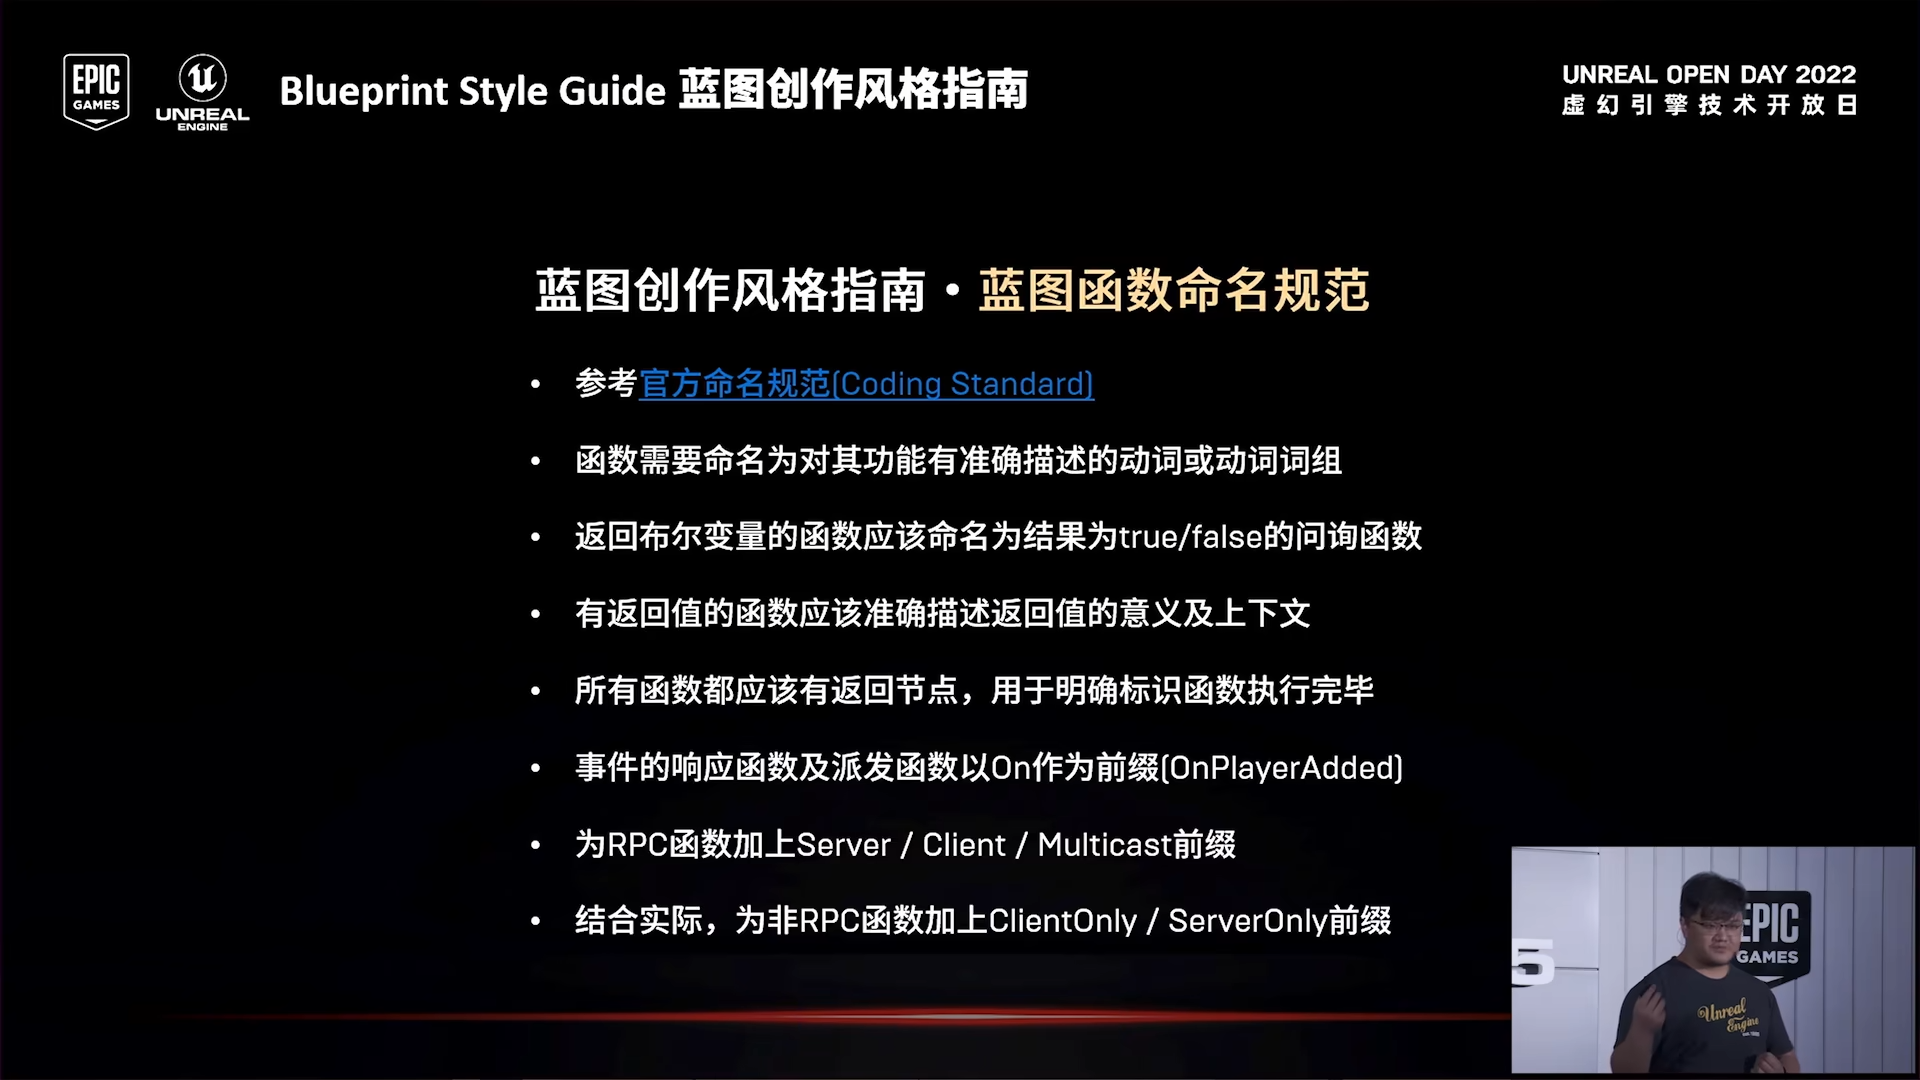 EPIC
GAMES
UNREAL
ENGINE
Blueprint Style Guide 蓝图创作风格指南
UNREAL OPEN DAY 2022
虚幻引擎技术开放日
蓝图创作风格指南·蓝图函数命名规范
• 参考官方命名规范(Coding Standard)
• 函数需要命名为对其功能有准确描述的动词或动词词组
• 返回布尔变量的函数应该命名为结果为true/false的问询函数
• 有返回值的函数应该准确描述返回值的意义及上下文
• 所有函数都应该有返回节点，用于明确标识函数执行完毕
• 事件的响应函数及派发函数以On作为前缀(OnPlayerAdded)
• 为RPC函数加上Server / Client / Multicast前缀
• 结合实际，为非RPC函数加上ClientOnly / ServerOnly前缀
EPIC
GAMES
5
Unreal
Engine